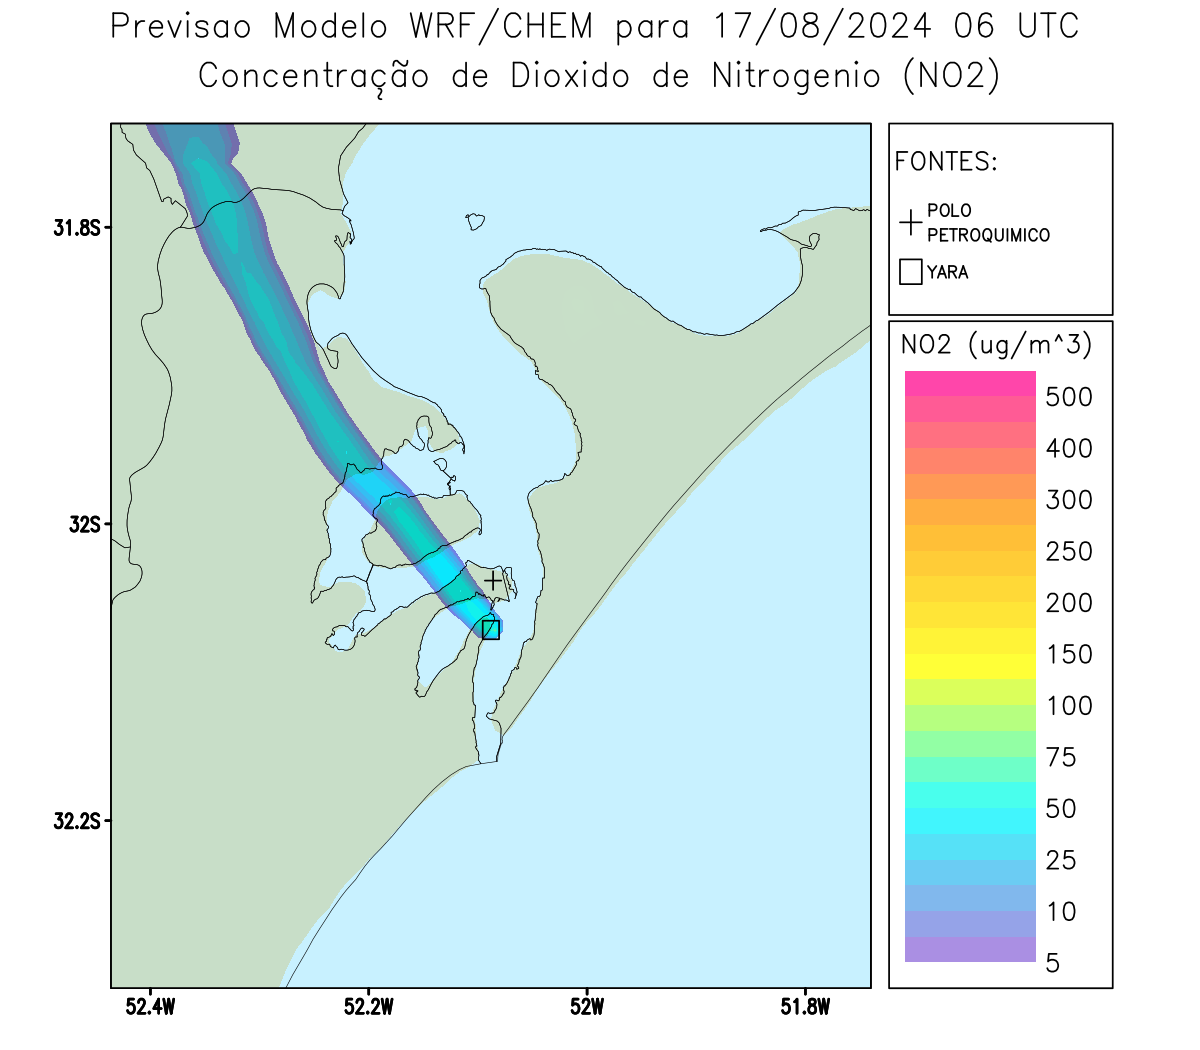 Previsao Modelo WRF/CHEM para 17/08/2024 06 UTC
Concentração de Dioxido de Nitrogenio (NO2)
FONTES:
POLO
PETROQUIMICO
YARA
NO2 (ug/m^3)
500
400
300
250
200
150
100
75
50
25
10
5
31.8S
32S
32.2S
52.4W
52.2W
52W
51.8W